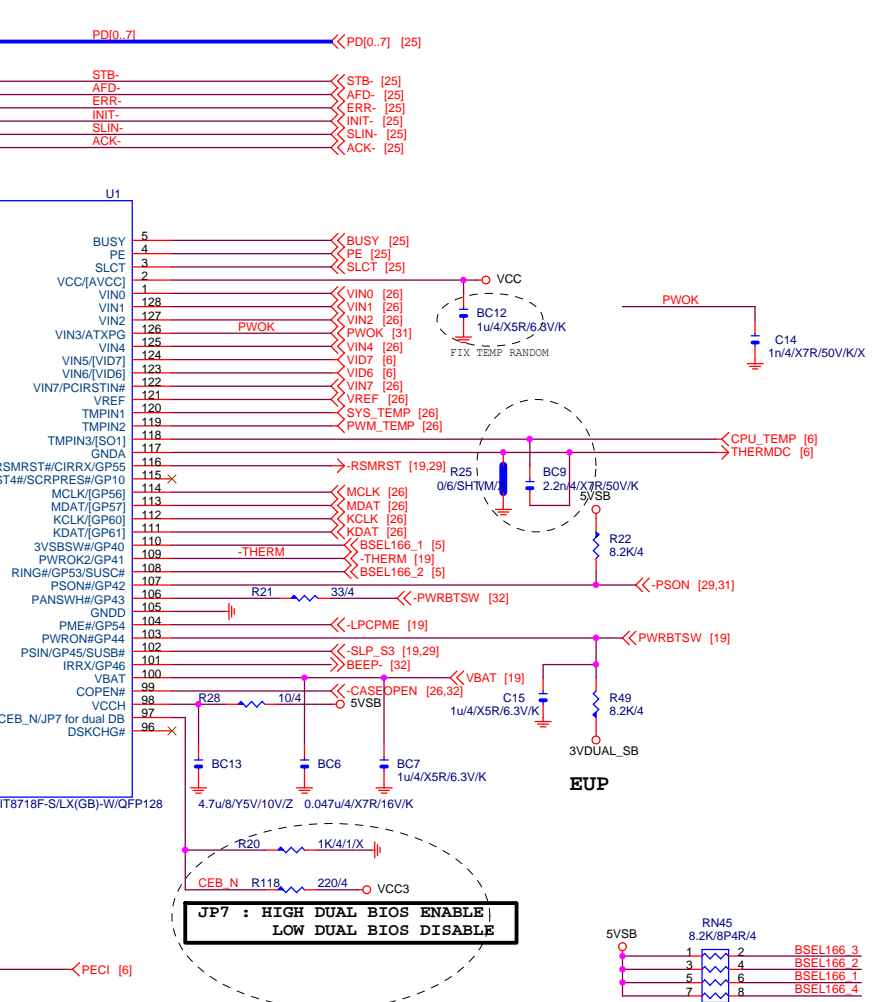 PD[0..7]
PD[0..7] [25]
STB-
STB- [25]
AFD-
AFD- [25]
ERR-
ERR- [25]
INIT-
INIT- [25]
SLIN-
SLIN- [25]
ACK-
ACK- [25]
U1
BUSY 5 BUSY [25]
PE 4 PE [25]
SLCT 3 SLCT [25]
VCC/[AVCC] 2 VCC
VIN0 1 VIN0 [26]
VIN1 128 VIN1 [26]
VIN2 127 VIN2 [26]
VIN3/ATXPG 126 PWOK PWOK [31]
VIN4 125 VIN4 [26]
VIN5/[VID7] 124 VID7 [6]
VIN6/[VID6] 123 VID6 [6]
VIN7/PCIRSTIN# 122 VIN7 [26]
VREF 121 VREF [26]
TMPIN1 120 SYS_TEMP [26]
TMPIN2 119 PWM_TEMP [26]
TMPIN3/[SO1] 118 CPU_TEMP [6]
GNDA 117 THERMDC [6]
RSMRST#/CIRRX/GP55 116 -RSMRST [19,29]
ST4#/SCRPRES#/GP10 115
MCLK/[GP56] 114 MCLK [26]
MDAT/[GP57] 113 MDAT [26]
KCLK/[GP60] 112 KCLK [26]
KDAT/[GP61] 111 KDAT [26]
3VSBSW#/GP40 110 BSEL166_1 [5]
PWROK2/GP41 109 -THERM -THERM [19]
RING#/GP53/SUSC# 108 BSEL166_2 [5]
PSON#/GP42 107 -PSON [29,31]
PANSWH#/GP43 106 R21 33/4 -PWRBTSW [32]
GNDD 105
PME#/GP54 104 -LPCPME [19]
PWRON#GP44 103 PWRBTSW [19]
PSIN/GP45/SUSB# 102 -SLP_S3 [19,29]
IRRX/GP46 101 BEEP- [32]
VBAT 100 VBAT [19]
COPEN# 99 -CASEOPEN [26,32]
VCCH 98 R28 10/4 5VSB
CEB_N/JP7 for dual DB 97
DSKCHG# 96
BC12
1u/4/X5R/6.3V/K
FIX TEMP RANDOM
PWOK
C14
1n/4/X7R/50V/K/X
R25
0/6/SHT/M/X
BC9
2.2n/4/X7R/50V/K
5VSB
R22
8.2K/4
C15
1u/4/X5R/6.3V/K
R49
8.2K/4
3VDUAL_SB
EUP
BC13
4.7u/8/Y5V/10V/Z
BC6
0.047u/4/X7R/16V/K
BC7
1u/4/X5R/6.3V/K
IT8718F-S/LX(GB)-W/QFP128
R20 1K/4/1/X
CEB_N R118 220/4 VCC3
JP7 : HIGH DUAL BIOS ENABLE
LOW DUAL BIOS DISABLE
PECI [6]
RN45
8.2K/8P4R/4
5VSB
1 2 BSEL166_3
3 4 BSEL166_2
5 6 BSEL166_1
7 8 BSEL166_4